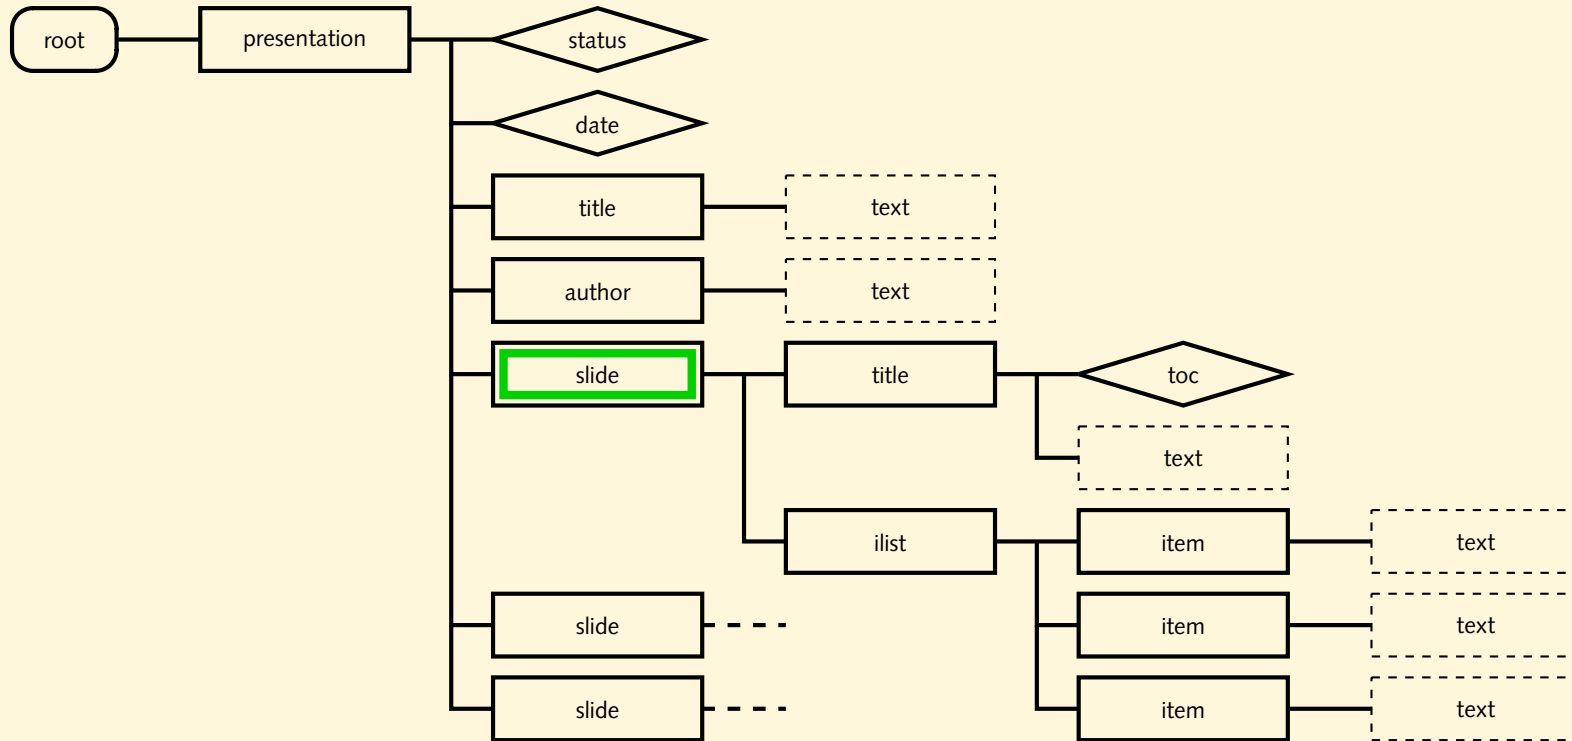 root presentation status
date
title text
author text
slide title toc
text
ilist item text
slide item text
slide item text